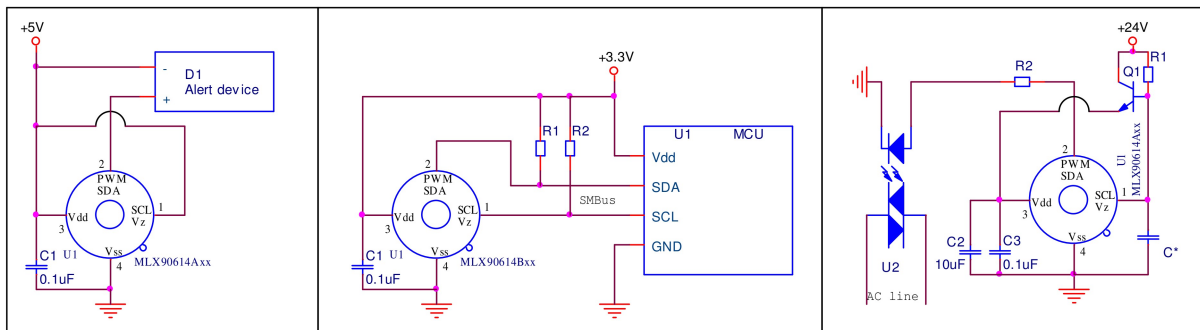 +5V
D1
Alert device
-
+
2
PWM
SDA
SCL
Vz
1
Vdd
3
Vss
4
C1
0.1uF
U1
MLX90614Axx
+3.3V
R1
R2
U1
MCU
Vdd
SDA
SCL
GND
SMBus
2
PWM
SDA
SCL
Vz
1
Vdd
3
Vss
4
C1
0.1uF
U1
MLX90614Bxx
+24V
R1
Q1
R2
U1
MLX90614Axx
2
PWM
SDA
SCL
Vz
1
Vdd
3
Vss
4
C2
10uF
C3
0.1uF
C*
U2
AC line